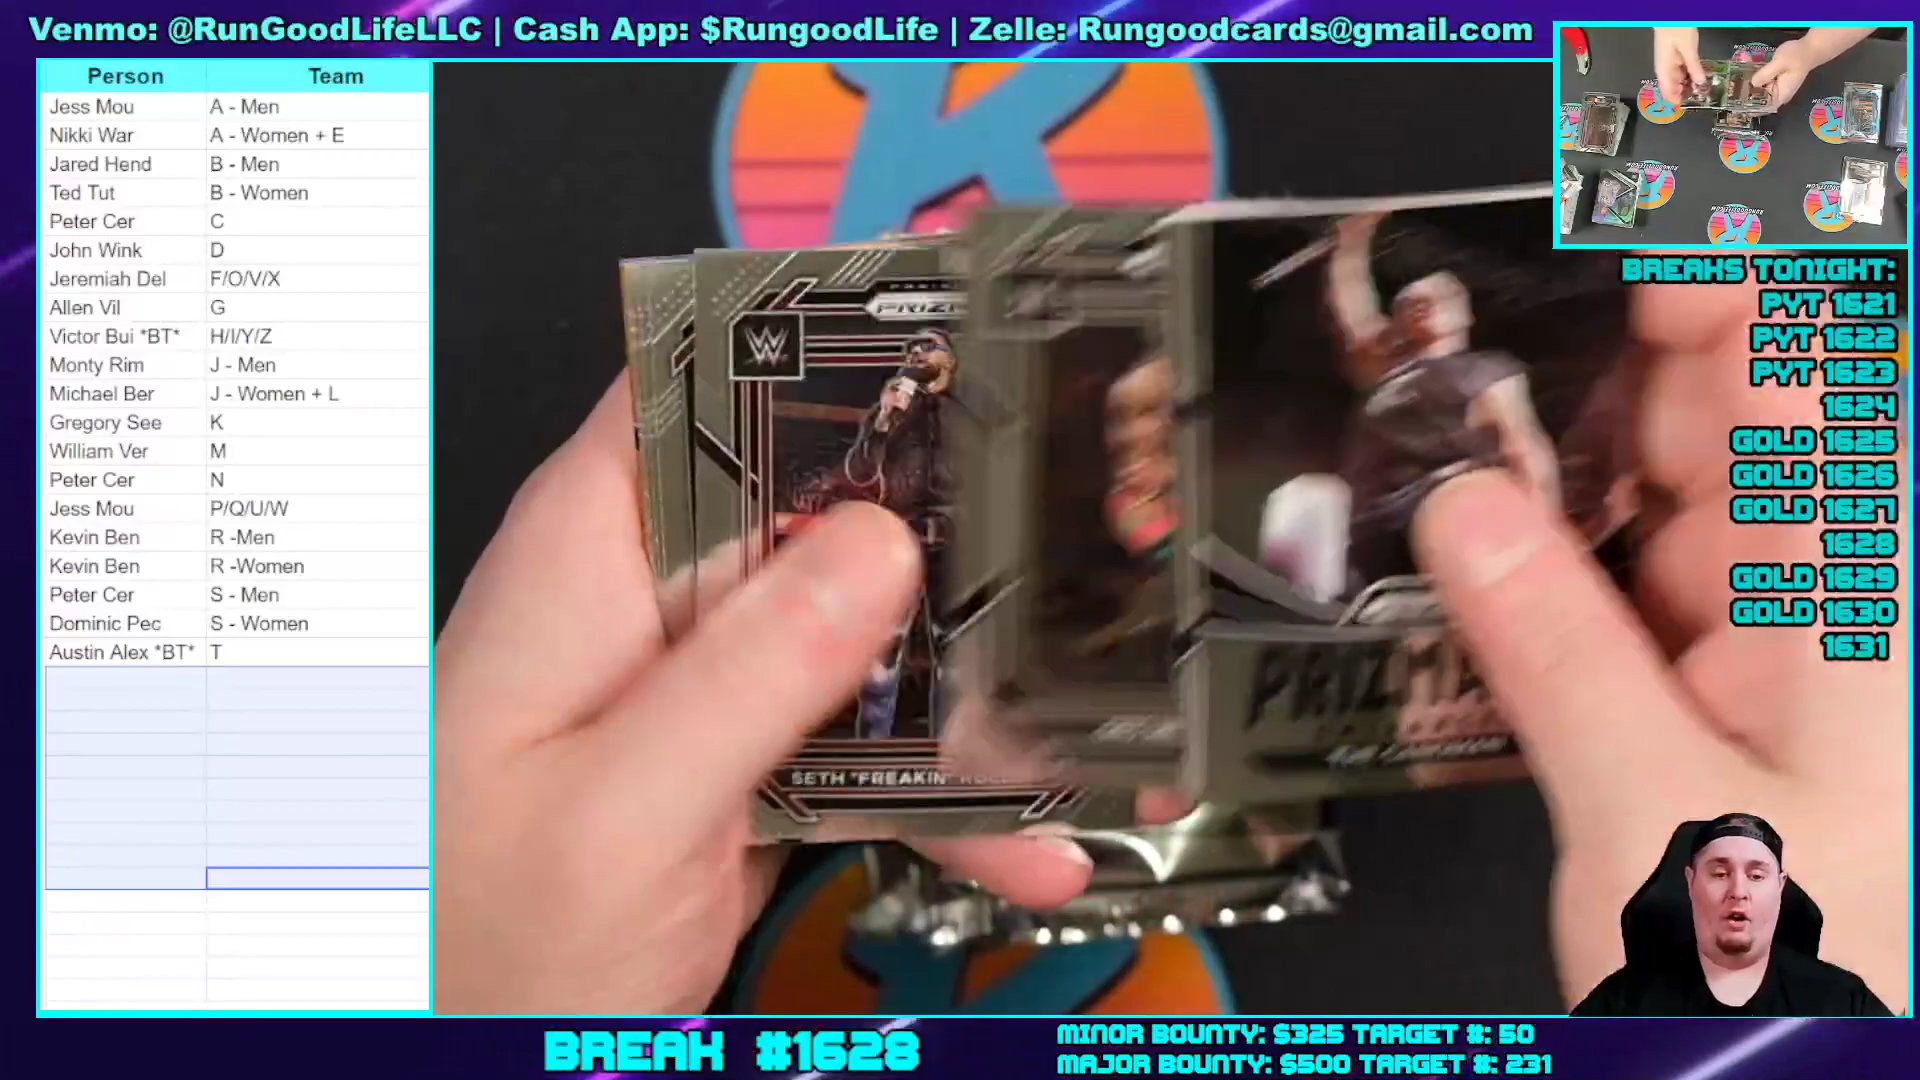 Venmo: @RunGoodLifeLLC | Cash App: $RungoodLife | Zelle: Rungoodcards@gmail.com
Person Team
Jess Mou A - Men
Nikki War A - Women + E
Jared Hend B - Men
Ted Tut B - Women
Peter Cer C
John Wink D
Jeremiah Del F/O/V/X
Allen Vil G
Victor Bui *BT* H/I/Y/Z
Monty Rim J - Men
Michael Ber J - Women + L
Gregory See K
William Ver M
Peter Cer N
Jess Mou P/Q/U/W
Kevin Ben R -Men
Kevin Ben R -Women
Peter Cer S - Men
Dominic Pec S - Women
Austin Alex *BT* T
BREAKS TONIGHT:
PYT 1621
PYT 1622
PYT 1623
1624
GOLD 1625
GOLD 1626
GOLD 1627
1628
GOLD 1629
GOLD 1630
1631
W
SETH "FREAKIN"
PRIZM
BREAK #1628
MINOR BOUNTY: $325 TARGET #: 50
MAJOR BOUNTY: $500 TARGET #: 231